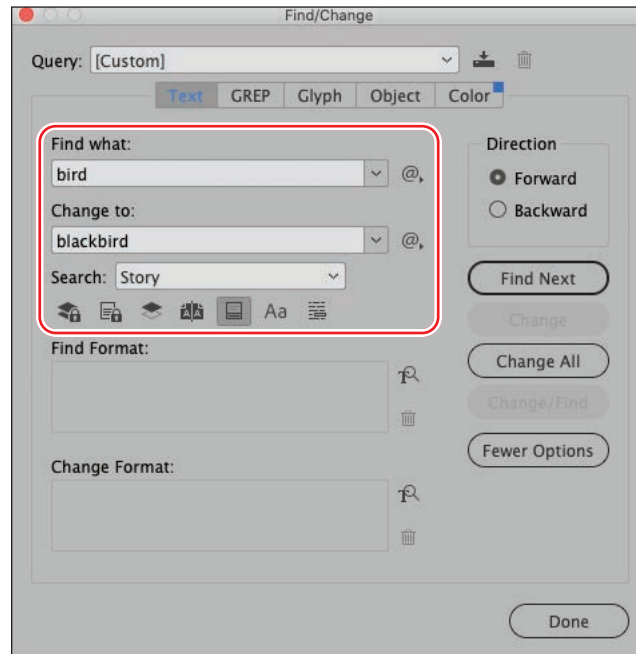 Find/Change
Query: [Custom]
Text GREP Glyph Object Color
Find what:
bird
@
Change to:
blackbird
@
Search: Story
Aa
Find Format:
Change Format:
Direction
Forward
Backward
Find Next
Change
Change All
Change/Find
Fewer Options
Done